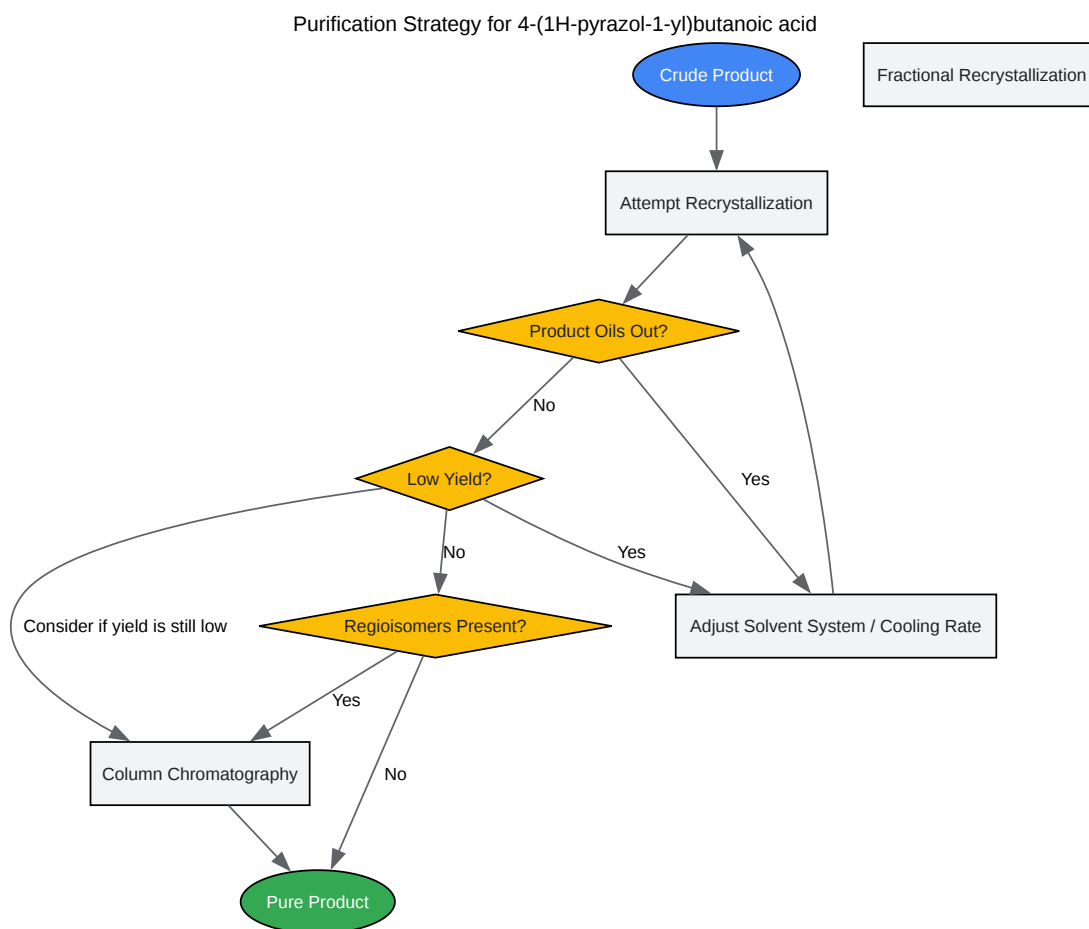 Purification Strategy for 4-(1H-pyrazol-1-yl)butanoic acid
Crude Product
Fractional Recrystallization
Attempt Recrystallization
Product Oils Out?
No
Yes
Low Yield?
No
Yes
Consider if yield is still low
Regioisomers Present?
Adjust Solvent System / Cooling Rate
Yes
No
Column Chromatography
Pure Product